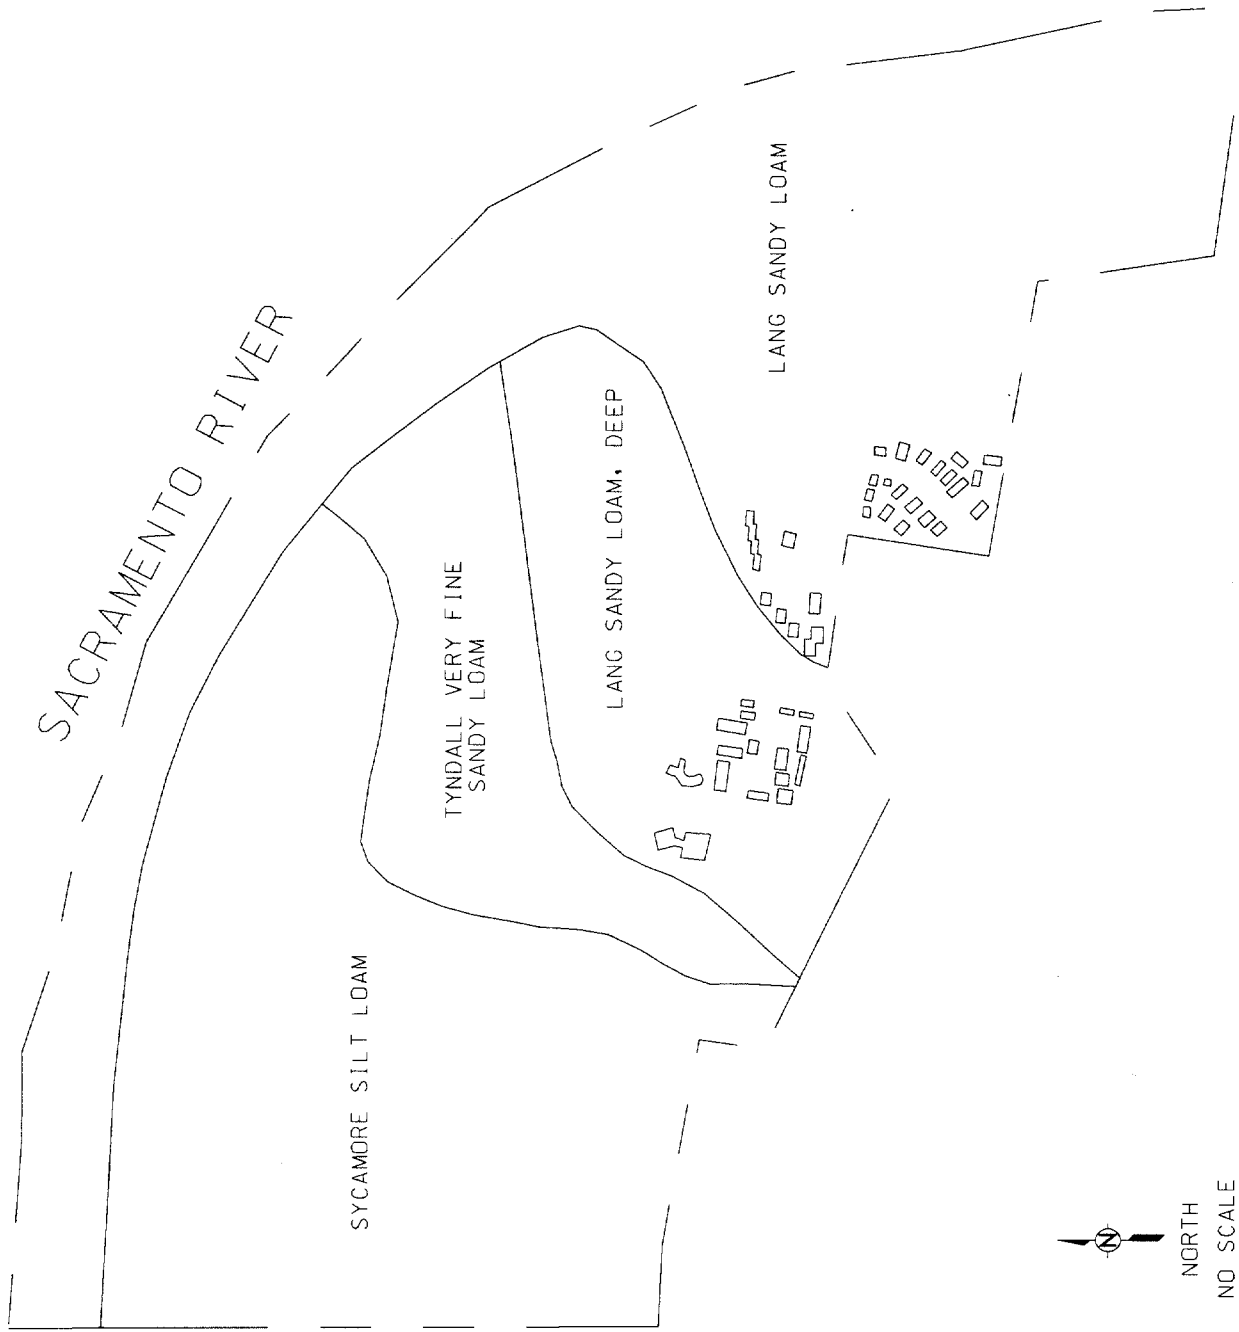 SACRAMENTO RIVER
LANG SANDY LOAM
LANG SANDY LOAM, DEEP
TYNDALL VERY FINE
SANDY LOAM
SYCAMORE SILT LOAM
N
NORTH
NO SCALE